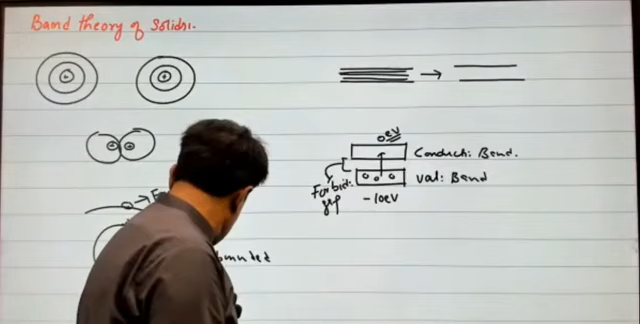 Band theory of Solids.
0ev
Conducti: Band.
Forbid: gap
Val: Band
-10ev